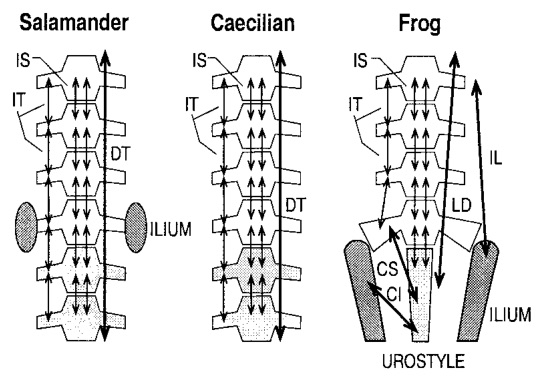 Salamander
IS
IT
DT
ILIUM
Caecilian
IS
IT
DT
Frog
IS
IT
IL
LD
CS
CI
ILIUM
UROSTYLE